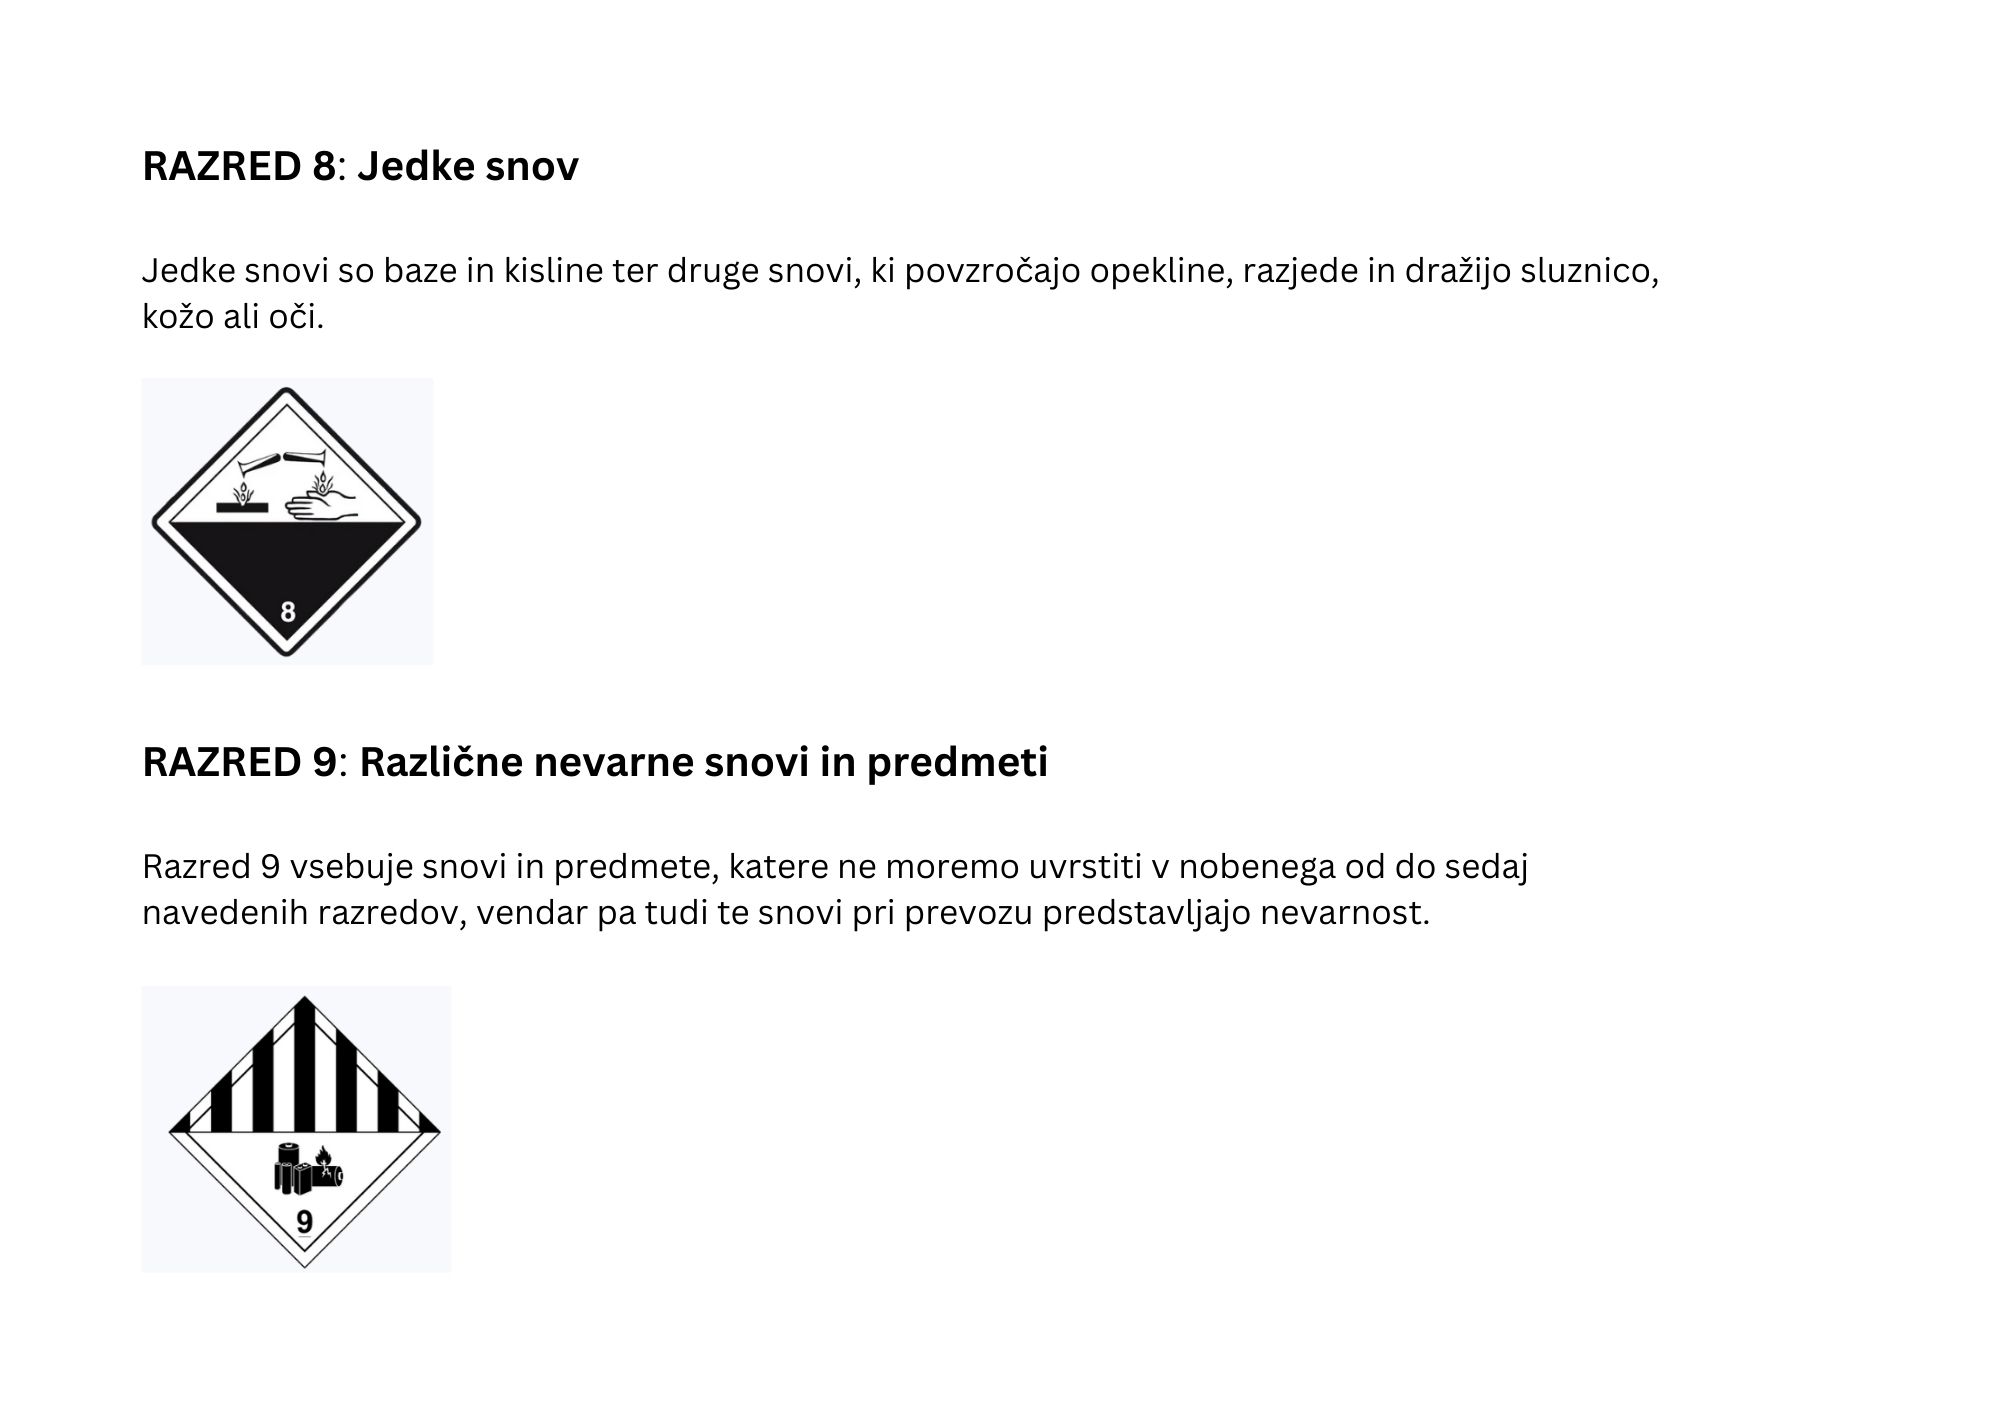 RAZRED 8: Jedke snov
Jedke snovi so baze in kisline ter druge snovi, ki povzročajo opekline, razjede in dražijo sluznico,
kožo ali oči.
8
RAZRED 9: Različne nevarne snovi in predmeti
Razred 9 vsebuje snovi in predmete, katere ne moremo uvrstiti v nobenega od do sedaj
navedenih razredov, vendar pa tudi te snovi pri prevozu predstavljajo nevarnost.
9